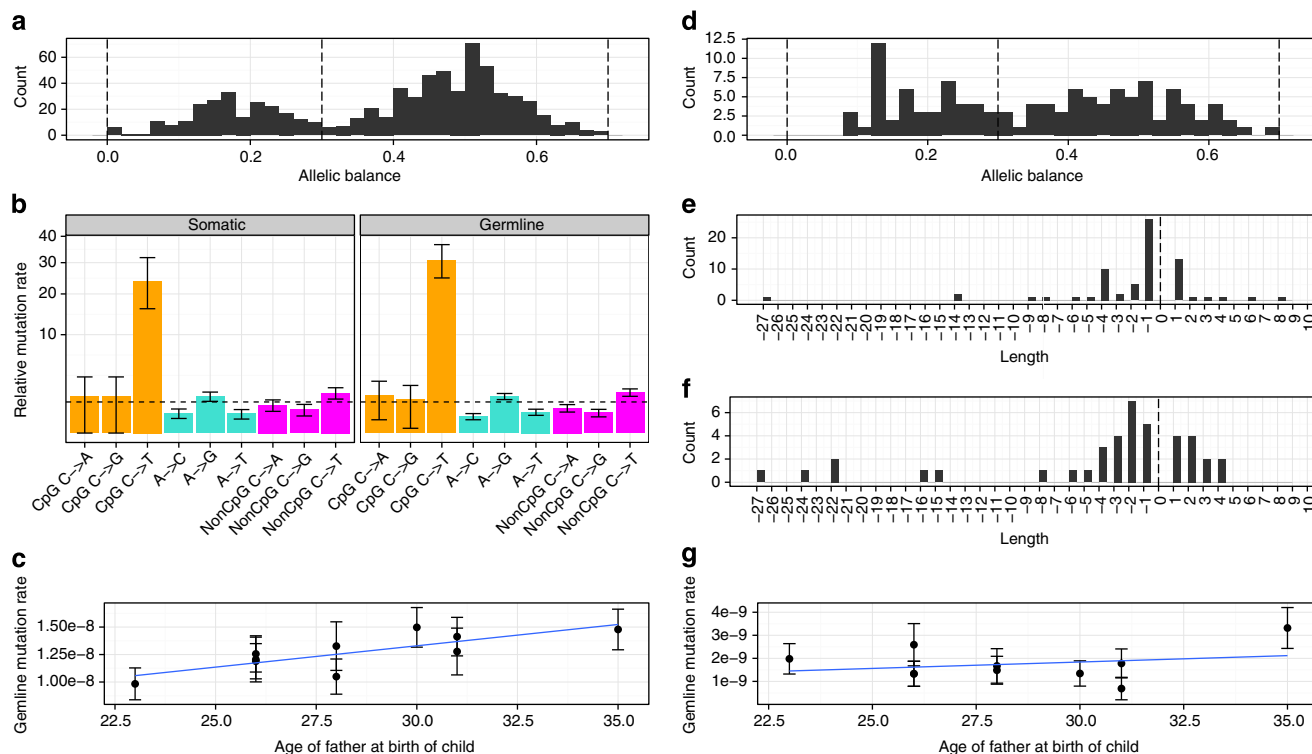 a
Count
60
40
20
0
0.0
0.2
0.4
0.6
Allelic balance
b
Somatic
Germline
Relative mutation rate
40
30
20
10
CpG C–>A
CpG C–>G
CpG C–>T
A–>C
A–>G
A–>T
NonCpG C–>A
NonCpG C–>G
NonCpG C–>T
CpG C–>A
CpG C–>G
CpG C–>T
A–>C
A–>G
A–>T
NonCpG C–>A
NonCpG C–>G
NonCpG C–>T
c
Germline mutation rate
1.50e–8
1.25e–8
1.00e–8
22.5
25.0
27.5
30.0
32.5
35.0
Age of father at birth of child
d
Count
12.5
10.0
7.5
5.0
2.5
0.0
0.0
0.2
0.4
0.6
Allelic balance
e
Count
20
10
0
–27
–26
–25
–24
–23
–22
–21
–20
–19
–18
–17
–16
–15
–14
–13
–12
–11
–10
–9
–8
–7
–6
–5
–4
–3
–2
–1
0
1
2
3
4
5
6
7
8
9
10
Length
f
Count
6
4
2
0
–27
–26
–25
–24
–23
–22
–21
–20
–19
–18
–17
–16
–15
–14
–13
–12
–11
–10
–9
–8
–7
–6
–5
–4
–3
–2
–1
0
1
2
3
4
5
6
7
8
9
10
Length
g
Germline mutation rate
4e–9
3e–9
2e–9
1e–9
22.5
25.0
27.5
30.0
32.5
35.0
Age of father at birth of child